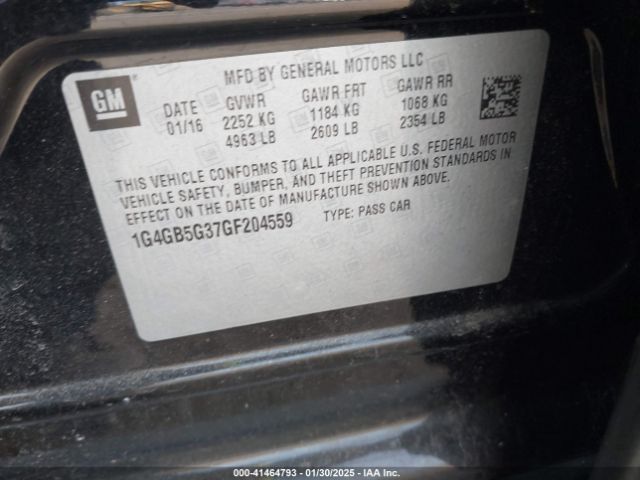 GM
MFD BY GENERAL MOTORS LLC
DATE GVWR GAWR FRT GAWR RR
01/16 2252 KG 1184 KG 1068 KG
4963 LB 2609 LB 2354 LB
THIS VEHICLE CONFORMS TO ALL APPLICABLE U.S. FEDERAL MOTOR
VEHICLE SAFETY, BUMPER, AND THEFT PREVENTION STANDARDS IN
EFFECT ON THE DATE OF MANUFACTURE SHOWN ABOVE.
1G4GB5G37GF204559 TYPE: PASS CAR
000-41464793 - 01/30/2025 - IAA Inc.